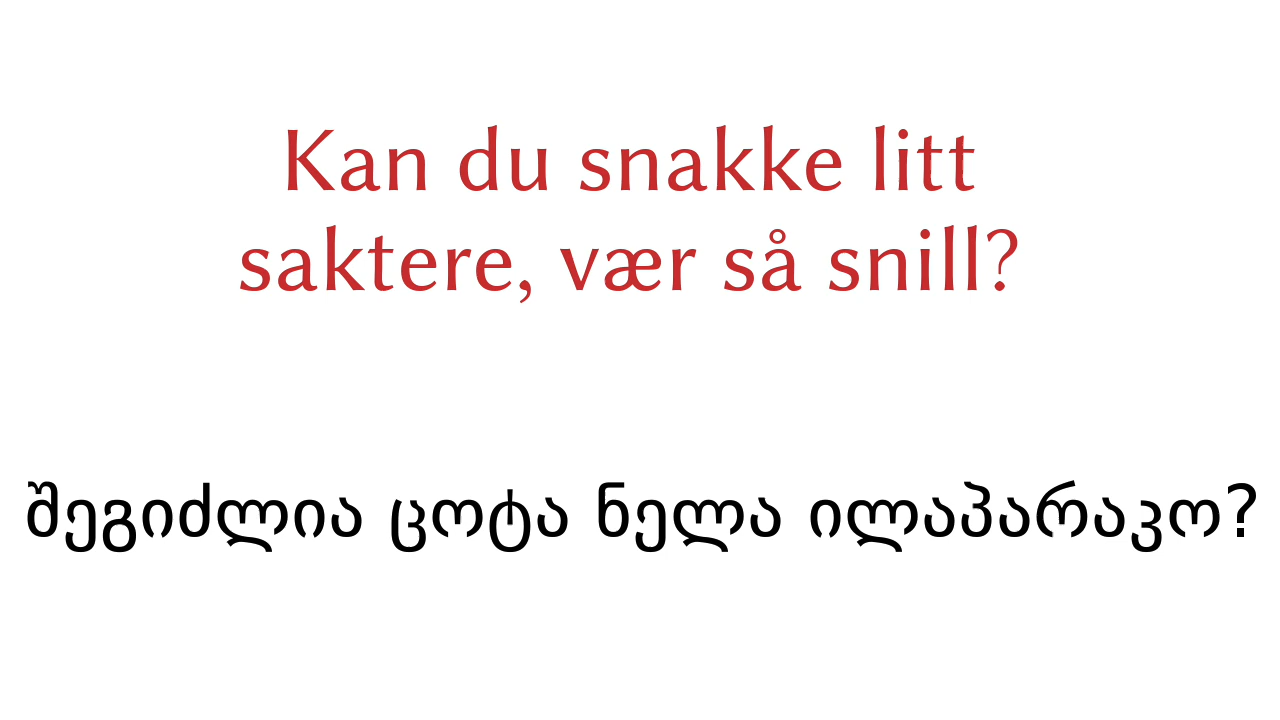 Kan du snakke litt
saktere, vær så snill?
შეგიძლია ცოტა ნელა ილაპარაკო?